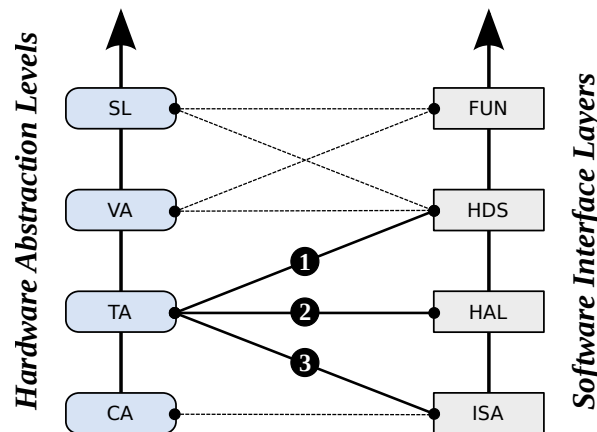 Hardware Abstraction Levels
SL
VA
TA
CA
1
2
3
FUN
HDS
HAL
ISA
Software Interface Layers